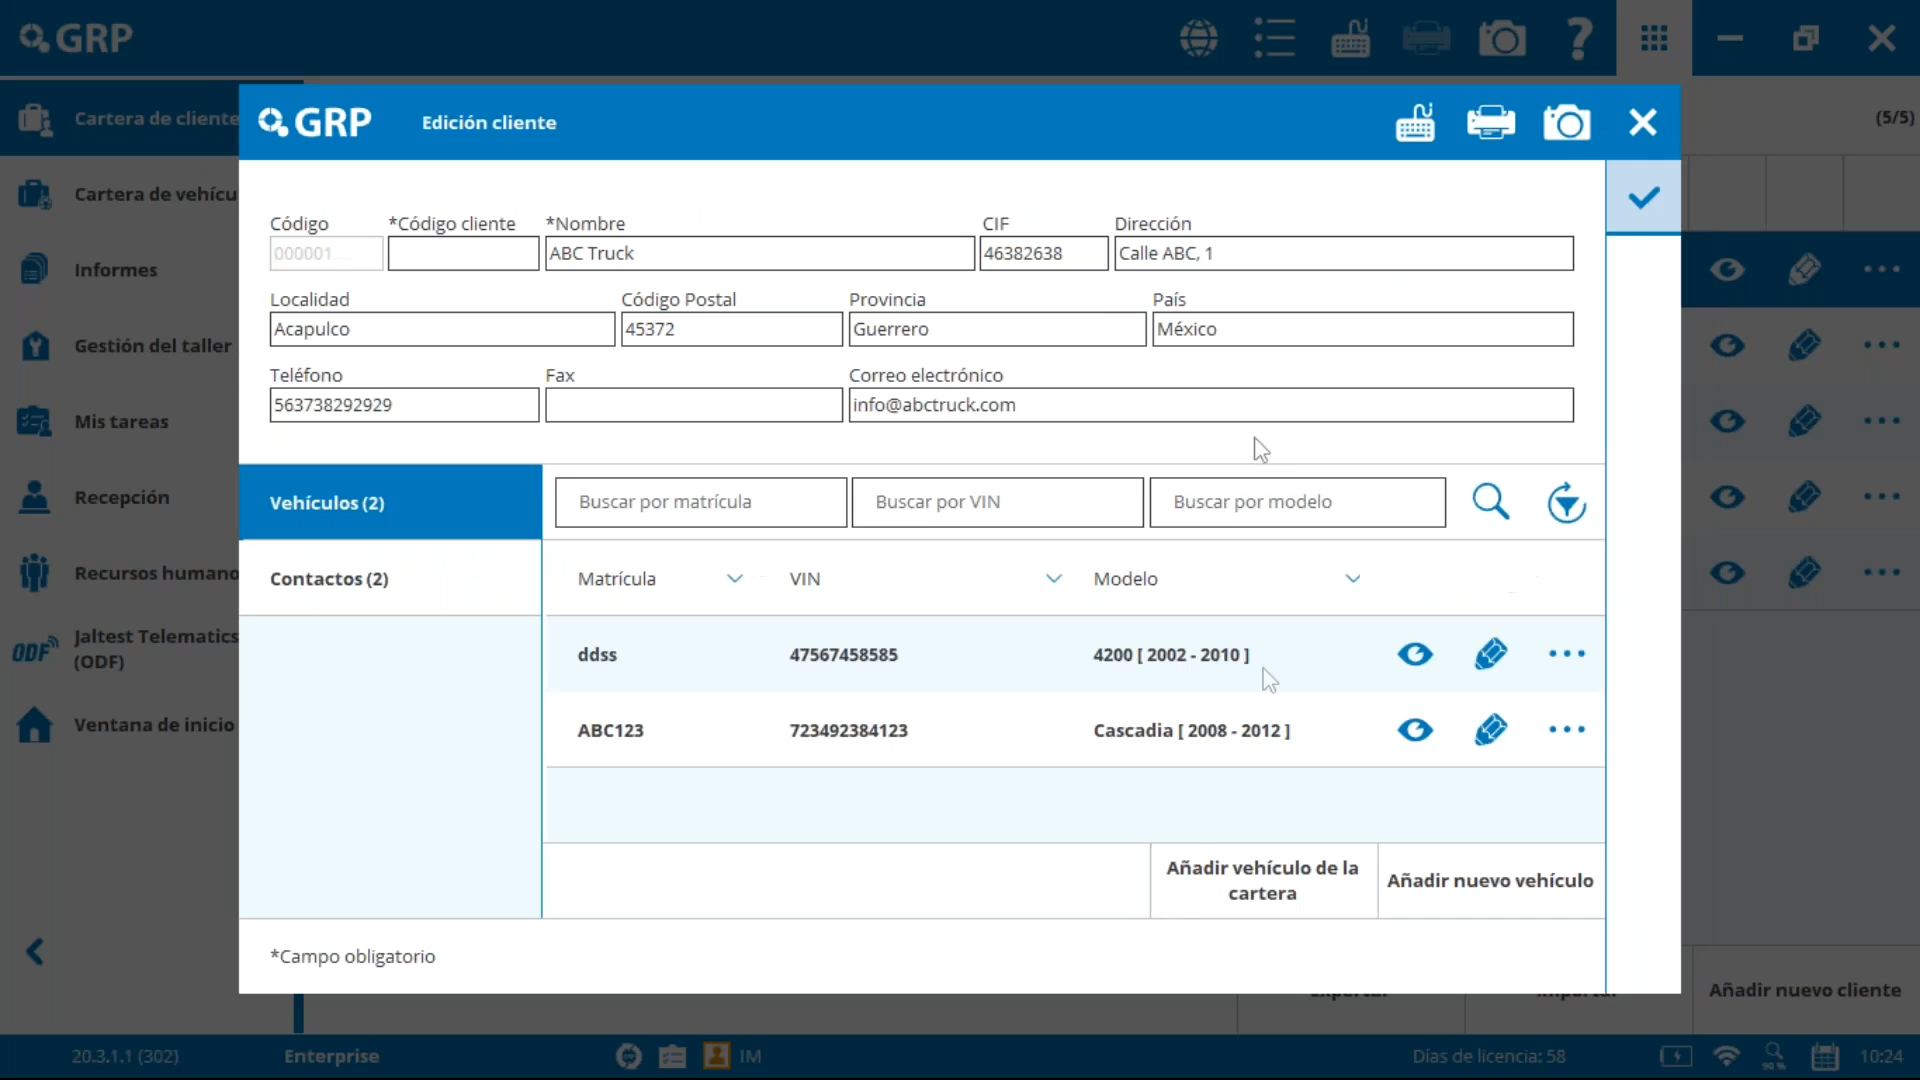 GRP
Cartera de cliente
(5/5)
GRP
Edición cliente
Cartera de vehícu
Informes
Gestión del taller
Mis tareas
Recepción
Recursos humano
Jaltest Telematics
(ODF)
ODF
Ventana de inicio
Código
*Código cliente
*Nombre
CIF
Dirección
000001
ABC Truck
46382638
Calle ABC, 1
Localidad
Código Postal
Provincia
País
Acapulco
45372
Guerrero
México
Teléfono
Fax
Correo electrónico
563738292929
info@abctruck.com
Vehículos (2)
Buscar por matrícula
Buscar por VIN
Buscar por modelo
Contactos (2)
Matrícula
VIN
Modelo
ddss
47567458585
4200 [ 2002 - 2010 ]
ABC123
723492384123
Cascadia [ 2008 - 2012 ]
Añadir vehículo de la
cartera
Añadir nuevo vehículo
*Campo obligatorio
Añadir nuevo cliente
20.3.1.1 (302)
Enterprise
IM
Días de licencia: 58
90 %
10:24